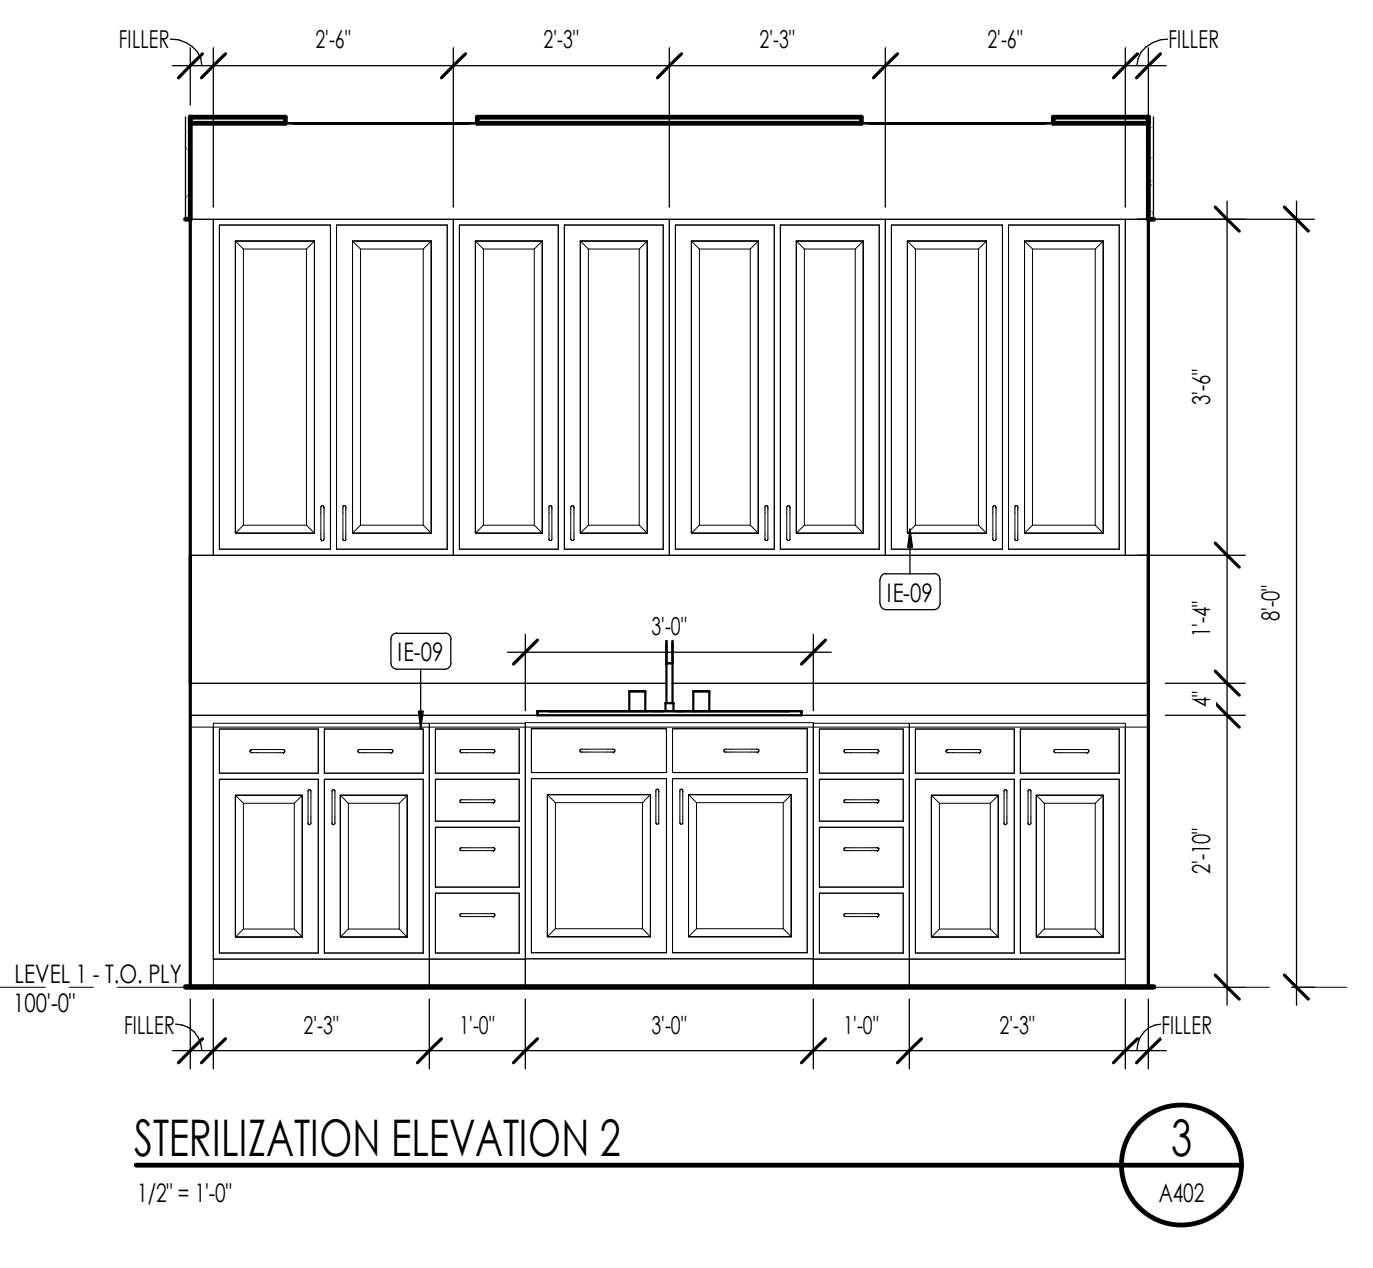 FILLER 2'-6" 2'-3" 2'-3" 2'-6" FILLER
3'-6"
IE-09
1'-4"
8'-0"
3'-0"
IE-09
4"
2'-10"
LEVEL 1 - T.O. PLY
100'-0"
FILLER 2'-3" 1'-0" 3'-0" 1'-0" 2'-3" FILLER
STERILIZATION ELEVATION 2
3
1/2" = 1'-0"
A402